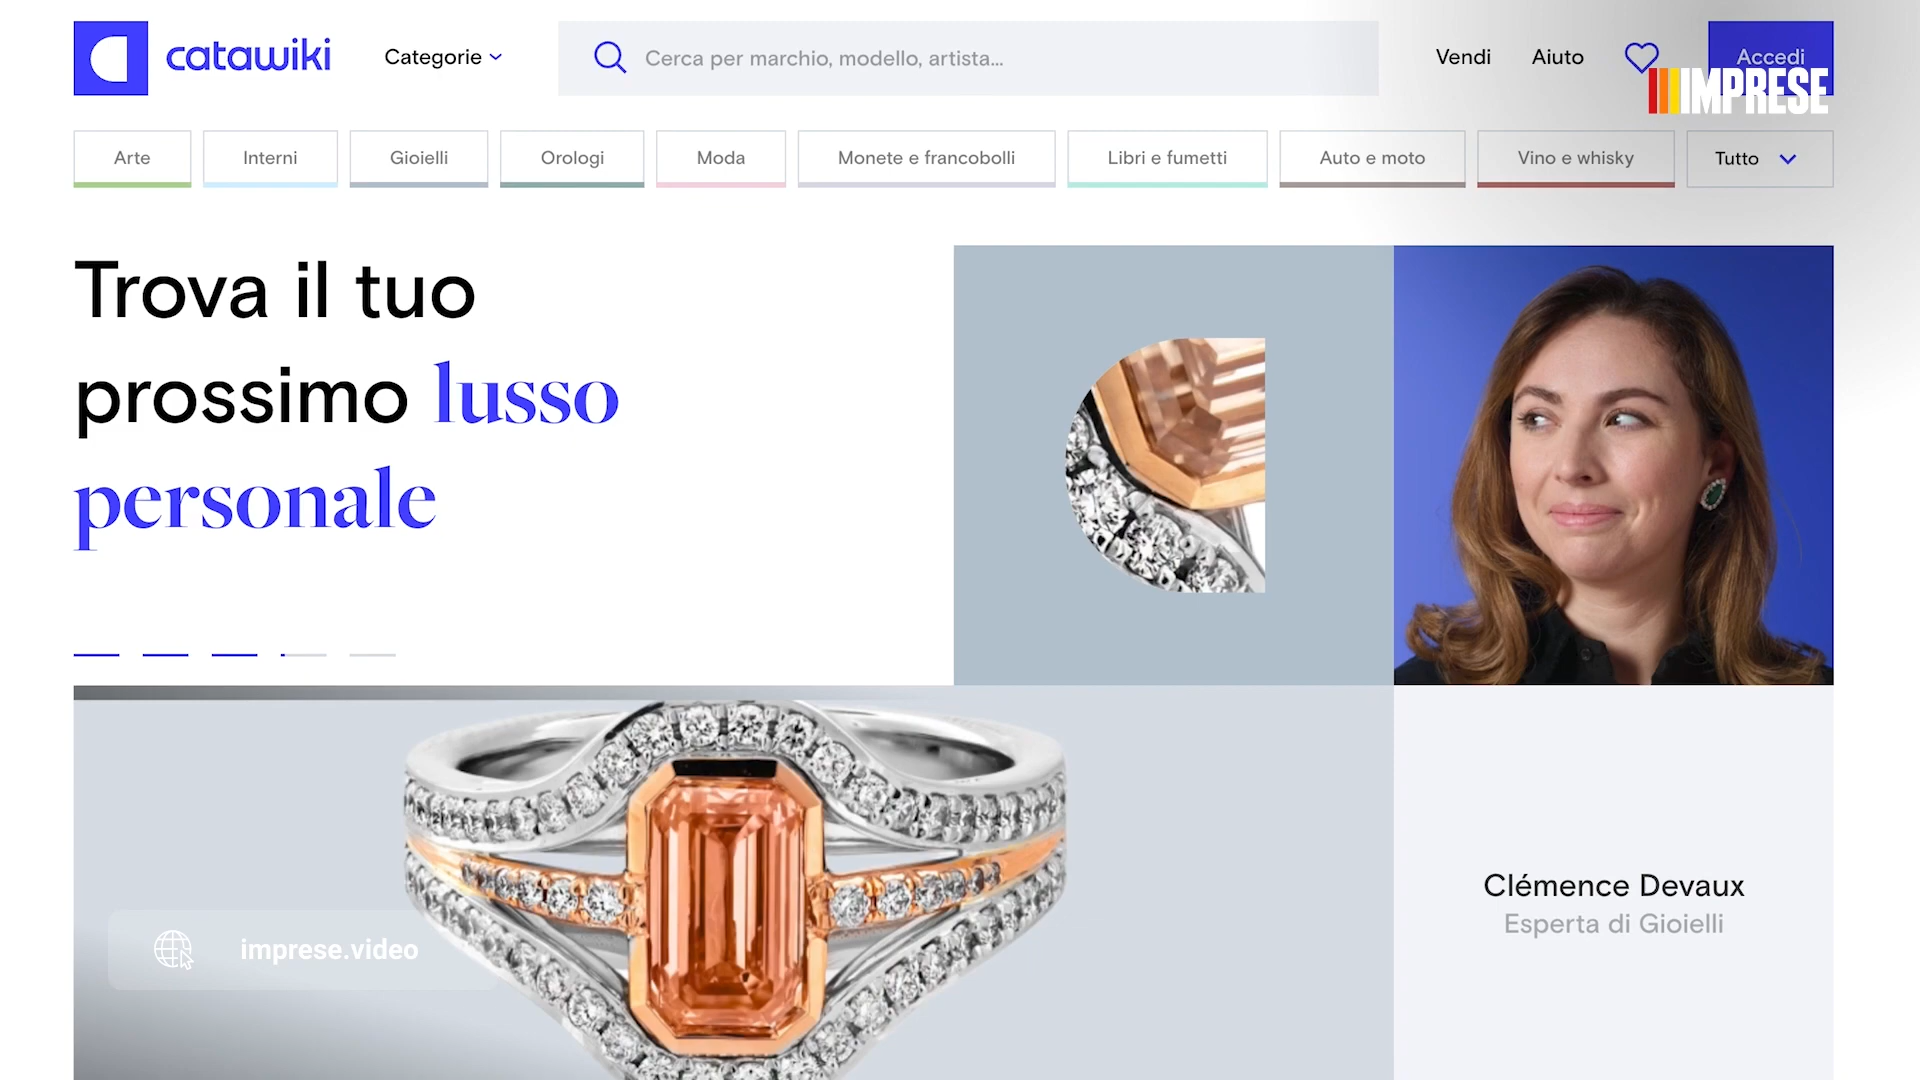 catawiki
Categorie
Cerca per marchio, modello, artista...
Vendi
Aiuto
Accedi
IMPRESE
Arte
Interni
Gioielli
Orologi
Moda
Monete e francobolli
Libri e fumetti
Auto e moto
Vino e whisky
Tutto
Trova il tuo
prossimo lusso
personale
Clémence Devaux
Esperta di Gioielli
imprese.video